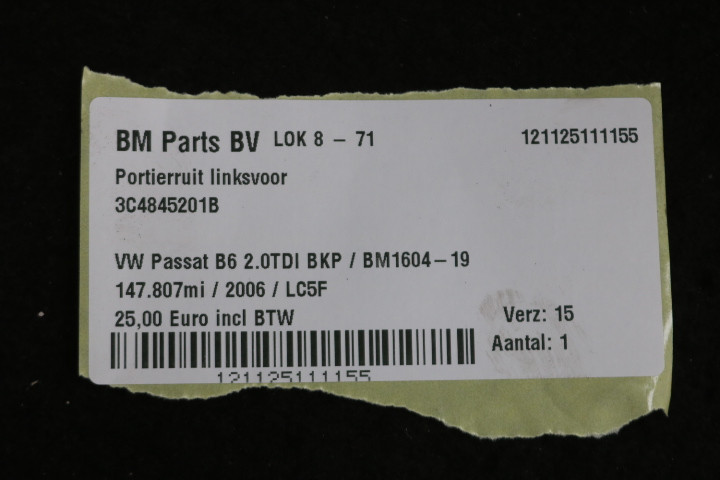 BM Parts BV LOK 8 - 71 121125111155
Portierruit linksvoor
3C4845201B
VW Passat B6 2.0TDI BKP / BM1604-19
147.807mi / 2006 / LC5F
25,00 Euro incl BTW Verz: 15
Aantal: 1
121125111155